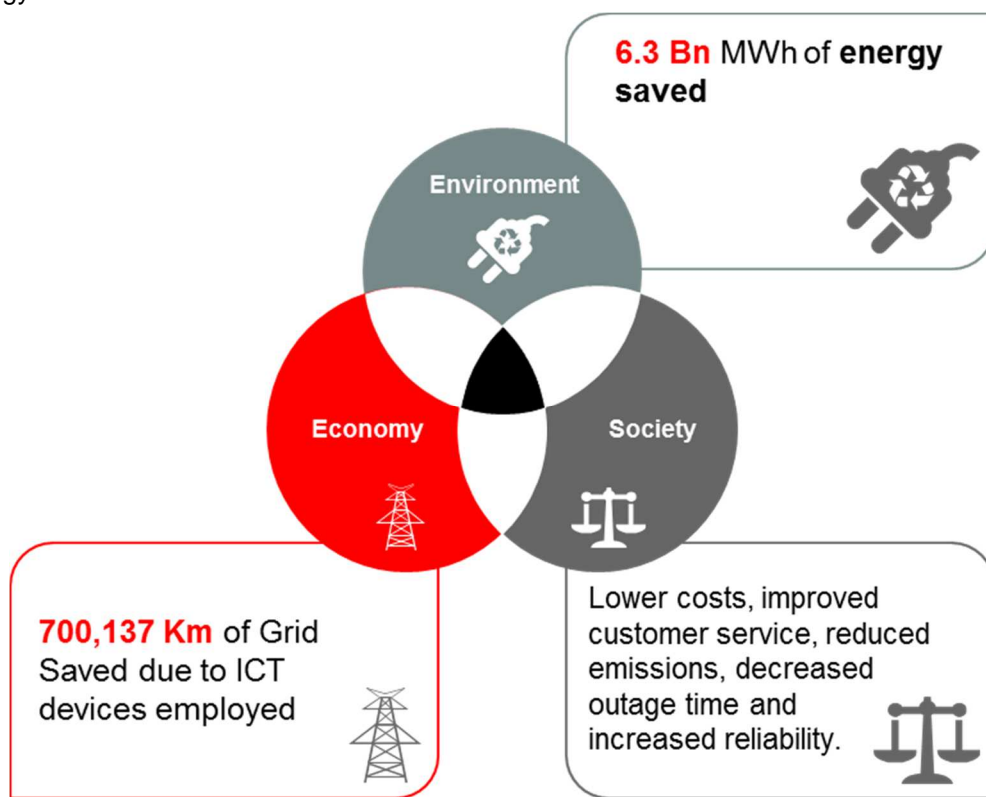 gy
6.3 Bn MWh of energy
saved
Environment
Economy
Society
700,137 Km of Grid
Saved due to ICT
devices employed
Lower costs, improved
customer service, reduced
emissions, decreased
outage time and
increased reliability.